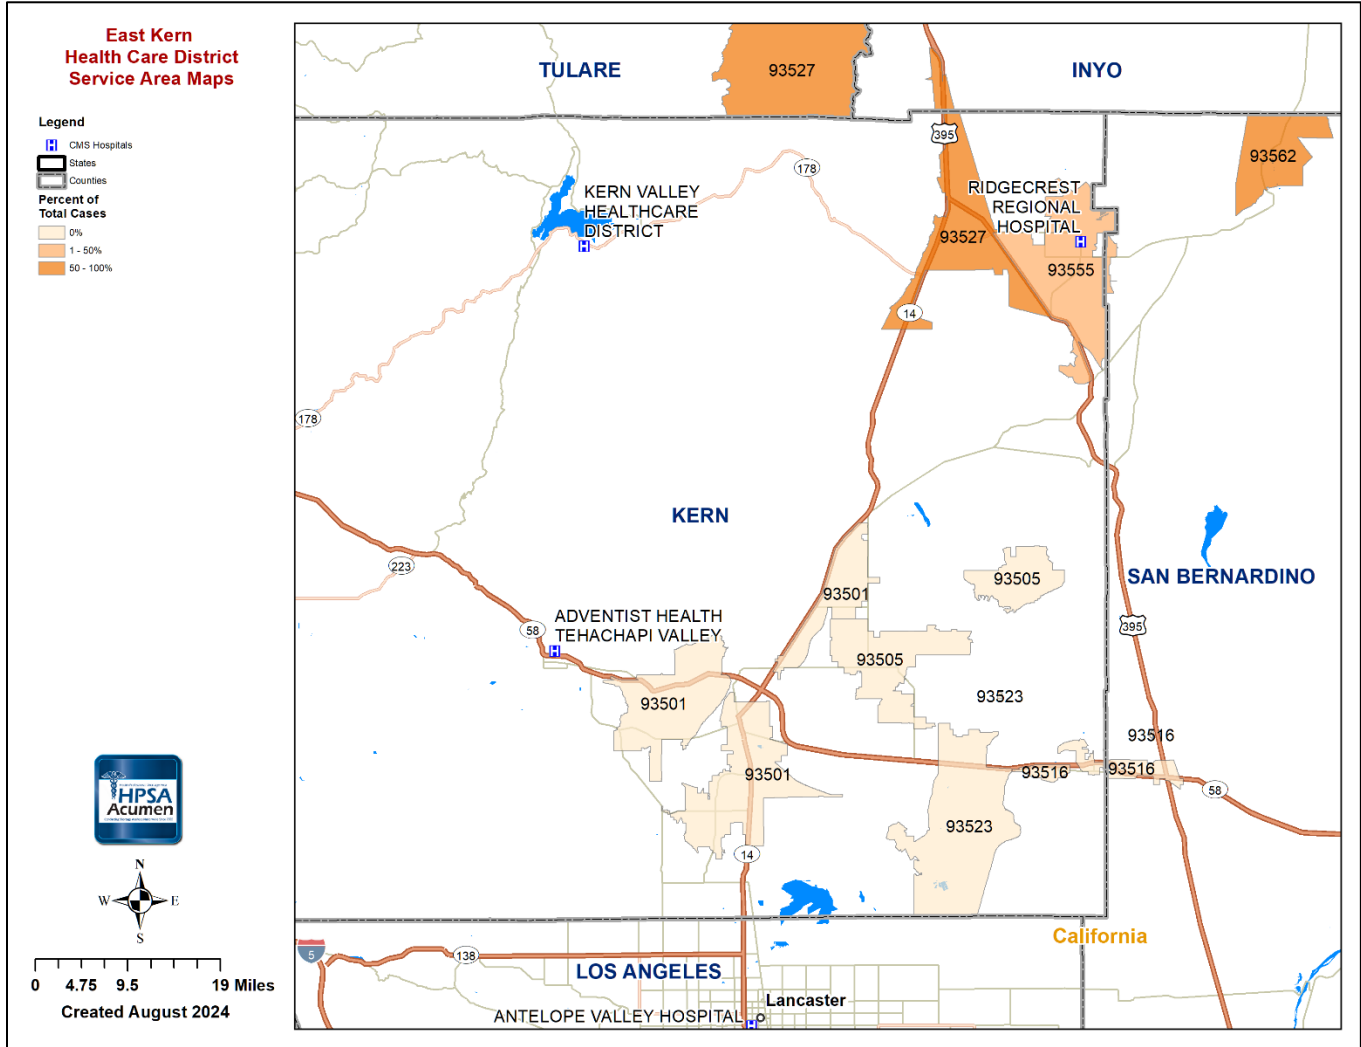 East Kern
Health Care District
Service Area Maps
Legend
CMS Hospitals
States
Counties
Percent of
Total Cases
0%
1 - 50%
50 - 100%
HPSA
Acumen
N
W
E
S
0 4.75 9.5 19 Miles
Created August 2024
TULARE
93527
INYO
395
93562
178
KERN VALLEY
HEALTHCARE
DISTRICT
RIDGECREST
REGIONAL
HOSPITAL
93527
93555
14
178
KERN
223
93505
SAN BERNARDINO
93501
395
ADVENTIST HEALTH
TEHACHAPI VALLEY
58
93505
93501
93523
93516
93501
93516
93516
58
93523
14
California
5
138
LOS ANGELES
Lancaster
ANTELOPE VALLEY HOSPITAL